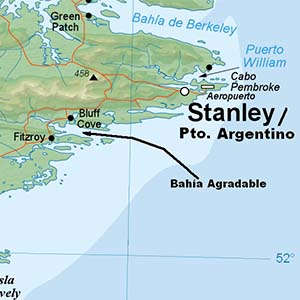 Green
Patch
Bahía de Berkeley
Puerto
William
458
Cabo
Pembroke
Aeropuerto
Stanley /
Pto. Argentino
Bluff
Cove
Fitzroy
Bahía Agradable
52°
sla
vely